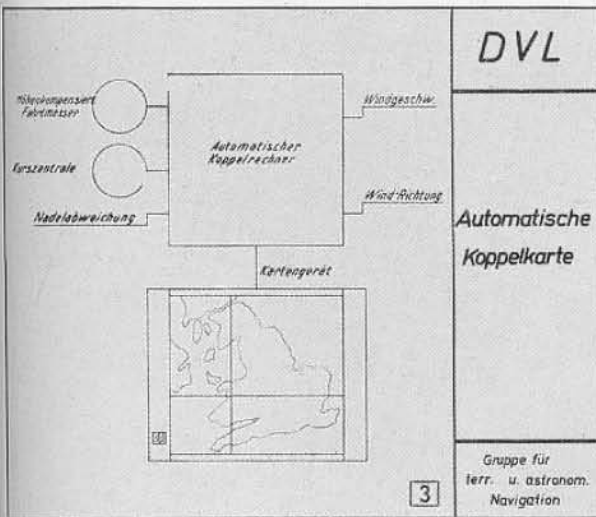 DVL
Höhenkompensiert.
Fahrtmesser
Windgeschw.
Automatischer
Koppelrechner
Kurszentrale
Wind-Richtung
Nadelabweichung
Automatische
Koppelkarte
Kartengerät
Gruppe für
terr. u. astronom.
Navigation
3